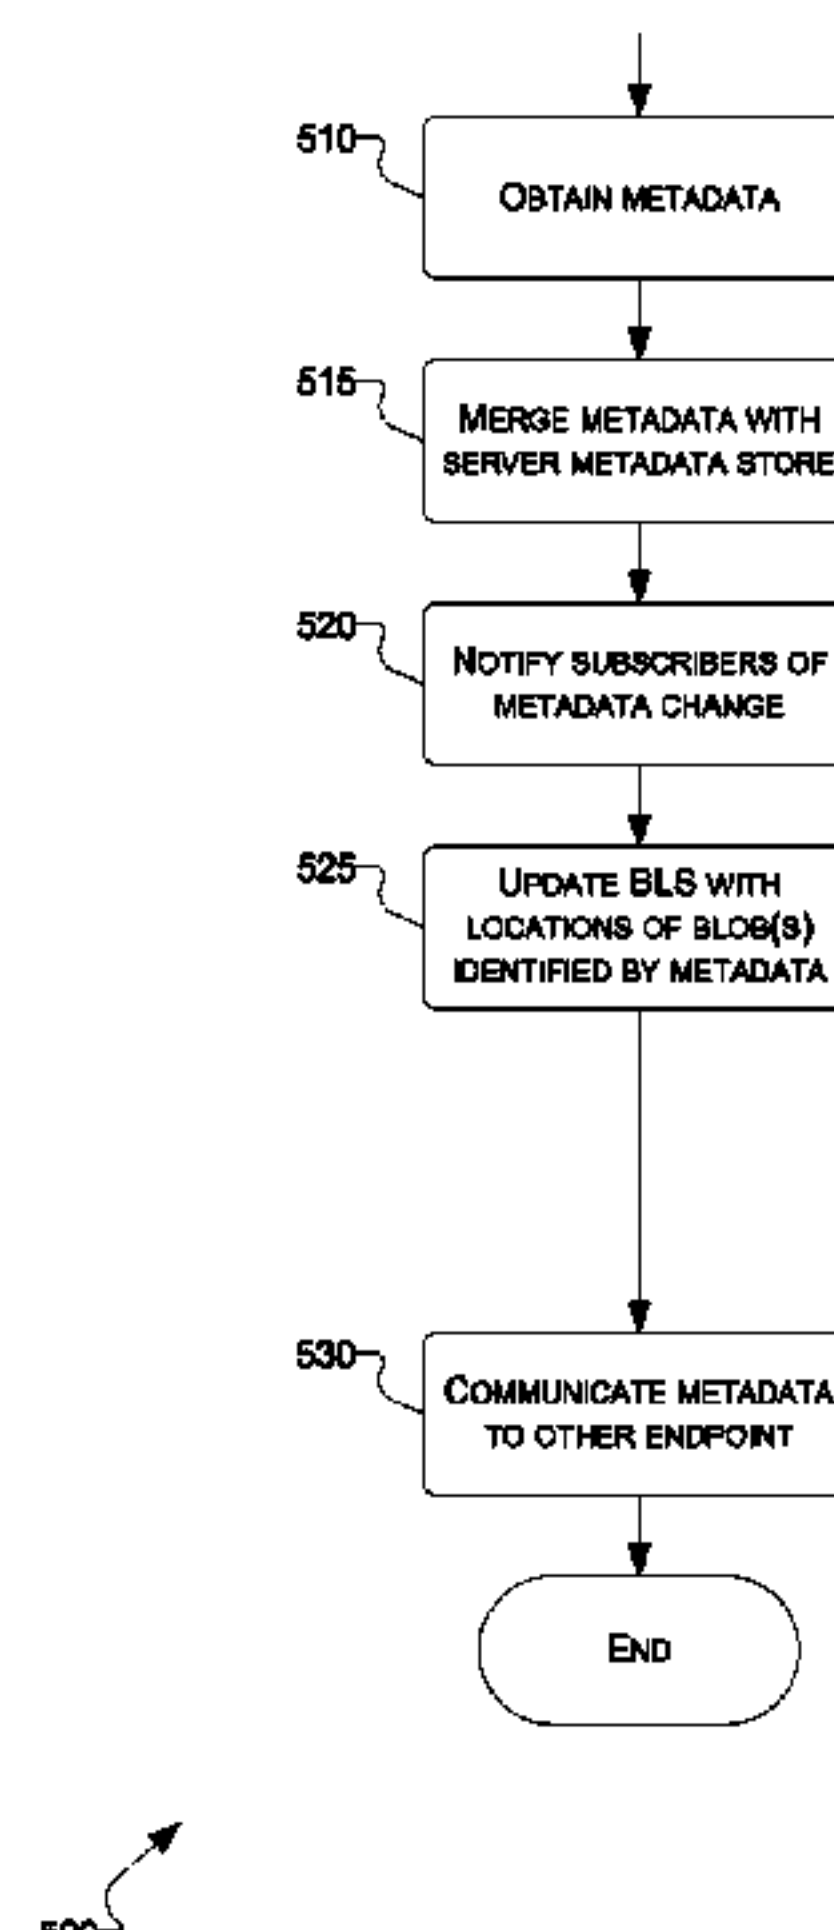 510
OBTAIN METADATA
515
MERGE METADATA WITH
SERVER METADATA STORE
520
NOTIFY SUBSCRIBERS OF
METADATA CHANGE
525
UPDATE BLS WITH
LOCATIONS OF BLOB(S)
IDENTIFIED BY METADATA
530
COMMUNICATE METADATA
TO OTHER ENDPOINT
END